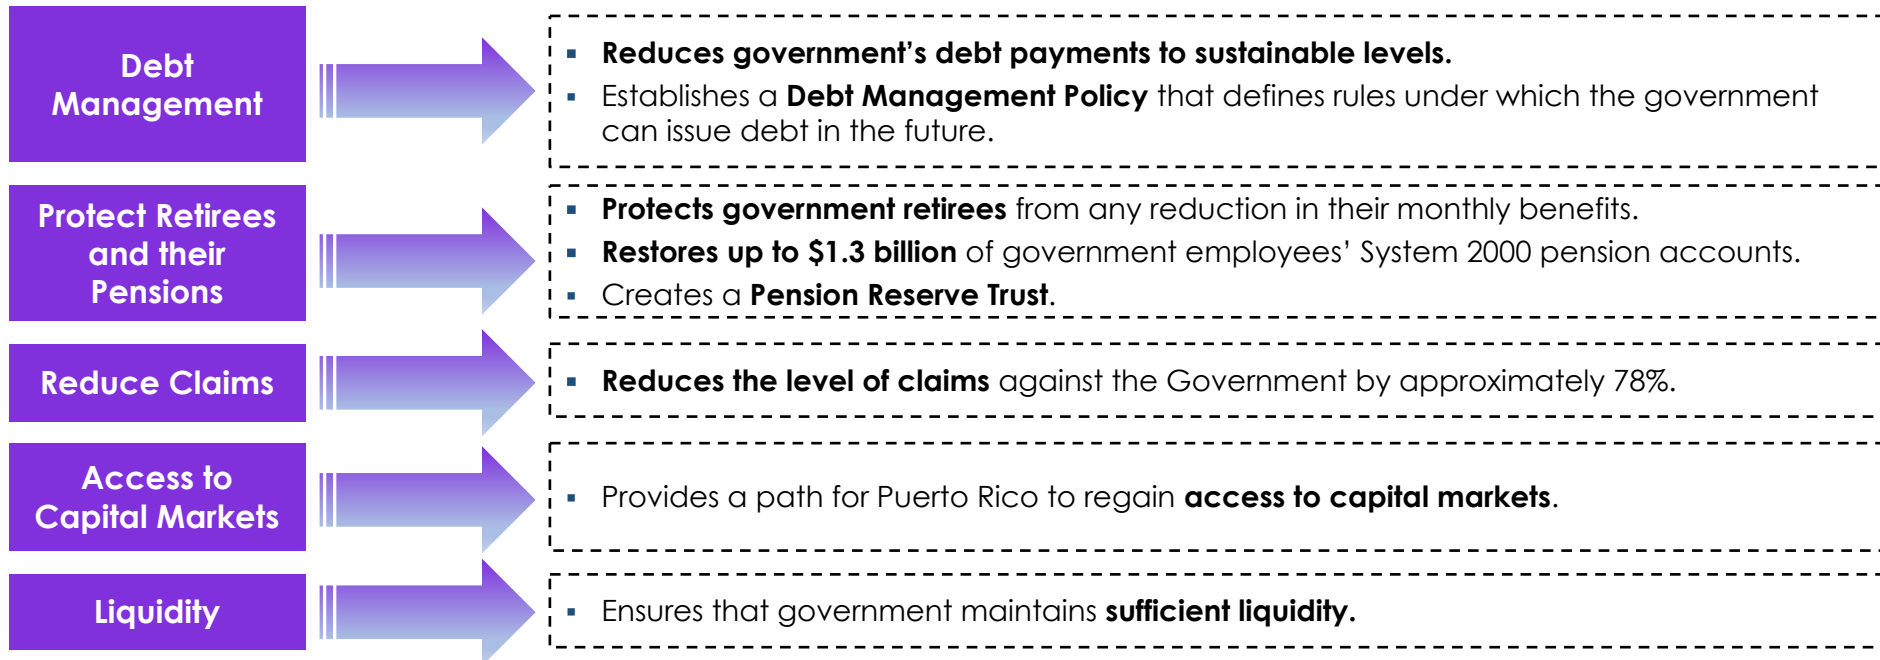 Debt
Management
▪ Reduces government’s debt payments to sustainable levels.
▪ Establishes a Debt Management Policy that defines rules under which the government
can issue debt in the future.
Protect Retirees
and their
Pensions
▪ Protects government retirees from any reduction in their monthly benefits.
▪ Restores up to $1.3 billion of government employees’ System 2000 pension accounts.
▪ Creates a Pension Reserve Trust.
Reduce Claims
▪ Reduces the level of claims against the Government by approximately 78%.
Access to
Capital Markets
▪ Provides a path for Puerto Rico to regain access to capital markets.
Liquidity
▪ Ensures that government maintains sufficient liquidity.